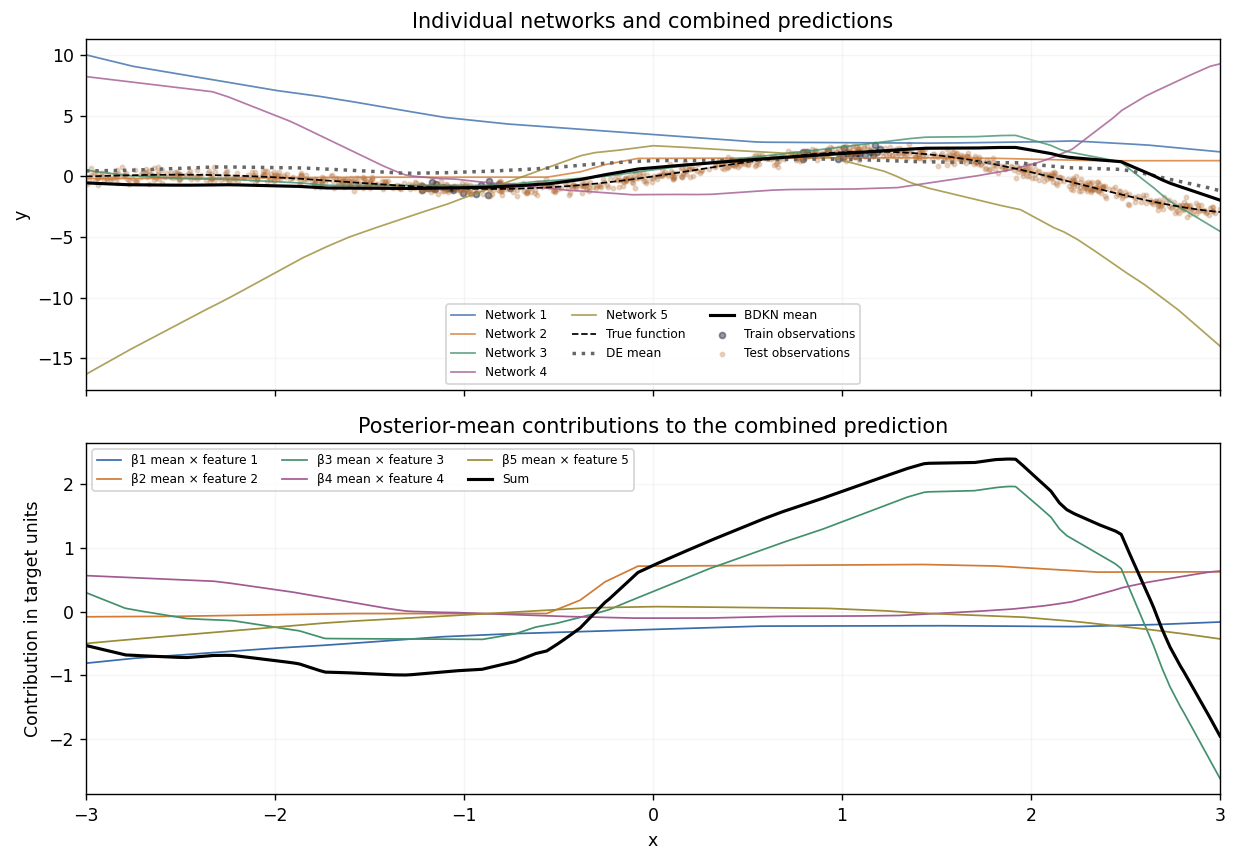 Individual networks and combined predictions
10
5
0
−5
−10
−15
y
Network 1
Network 2
Network 3
Network 4
Network 5
True function
DE mean
BDKN mean
Train observations
Test observations
Posterior-mean contributions to the combined prediction
β1 mean × feature 1
β2 mean × feature 2
β3 mean × feature 3
β4 mean × feature 4
β5 mean × feature 5
Sum
2
1
0
−1
−2
Contribution in target units
−3
−2
−1
0
1
2
3
x